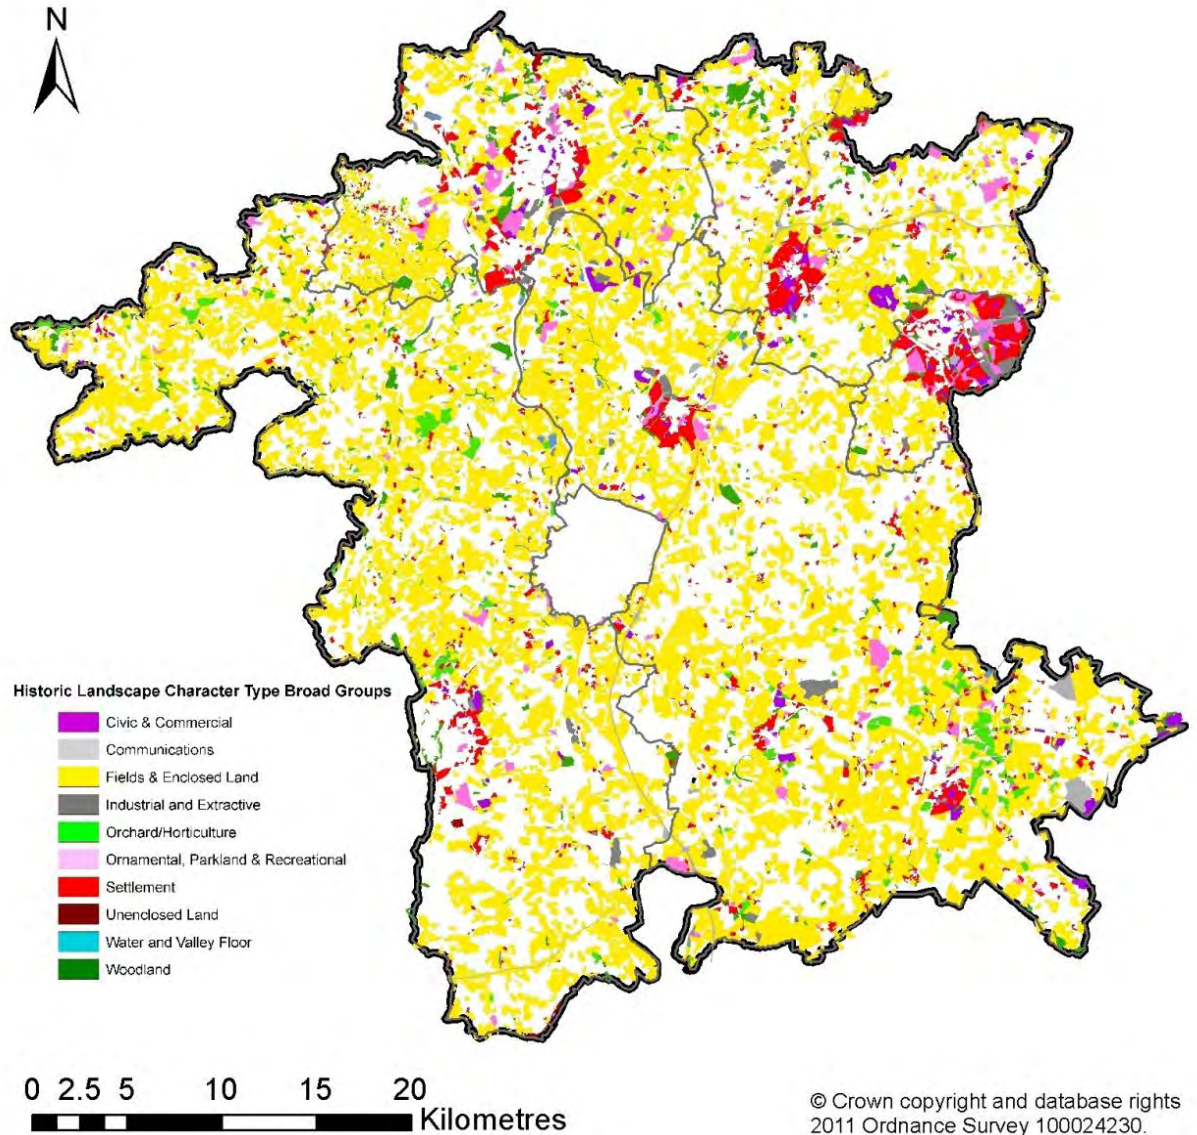 N
Historic Landscape Character Type Broad Groups
Civic & Commercial
Communications
Fields & Enclosed Land
Industrial and Extractive
Orchard/Horticulture
Ornamental, Parkland & Recreational
Settlement
Unenclosed Land
Water and Valley Floor
Woodland
0 2.5 5 10 15 20
Kilometres
© Crown copyright and database rights
2011 Ordnance Survey 100024230.